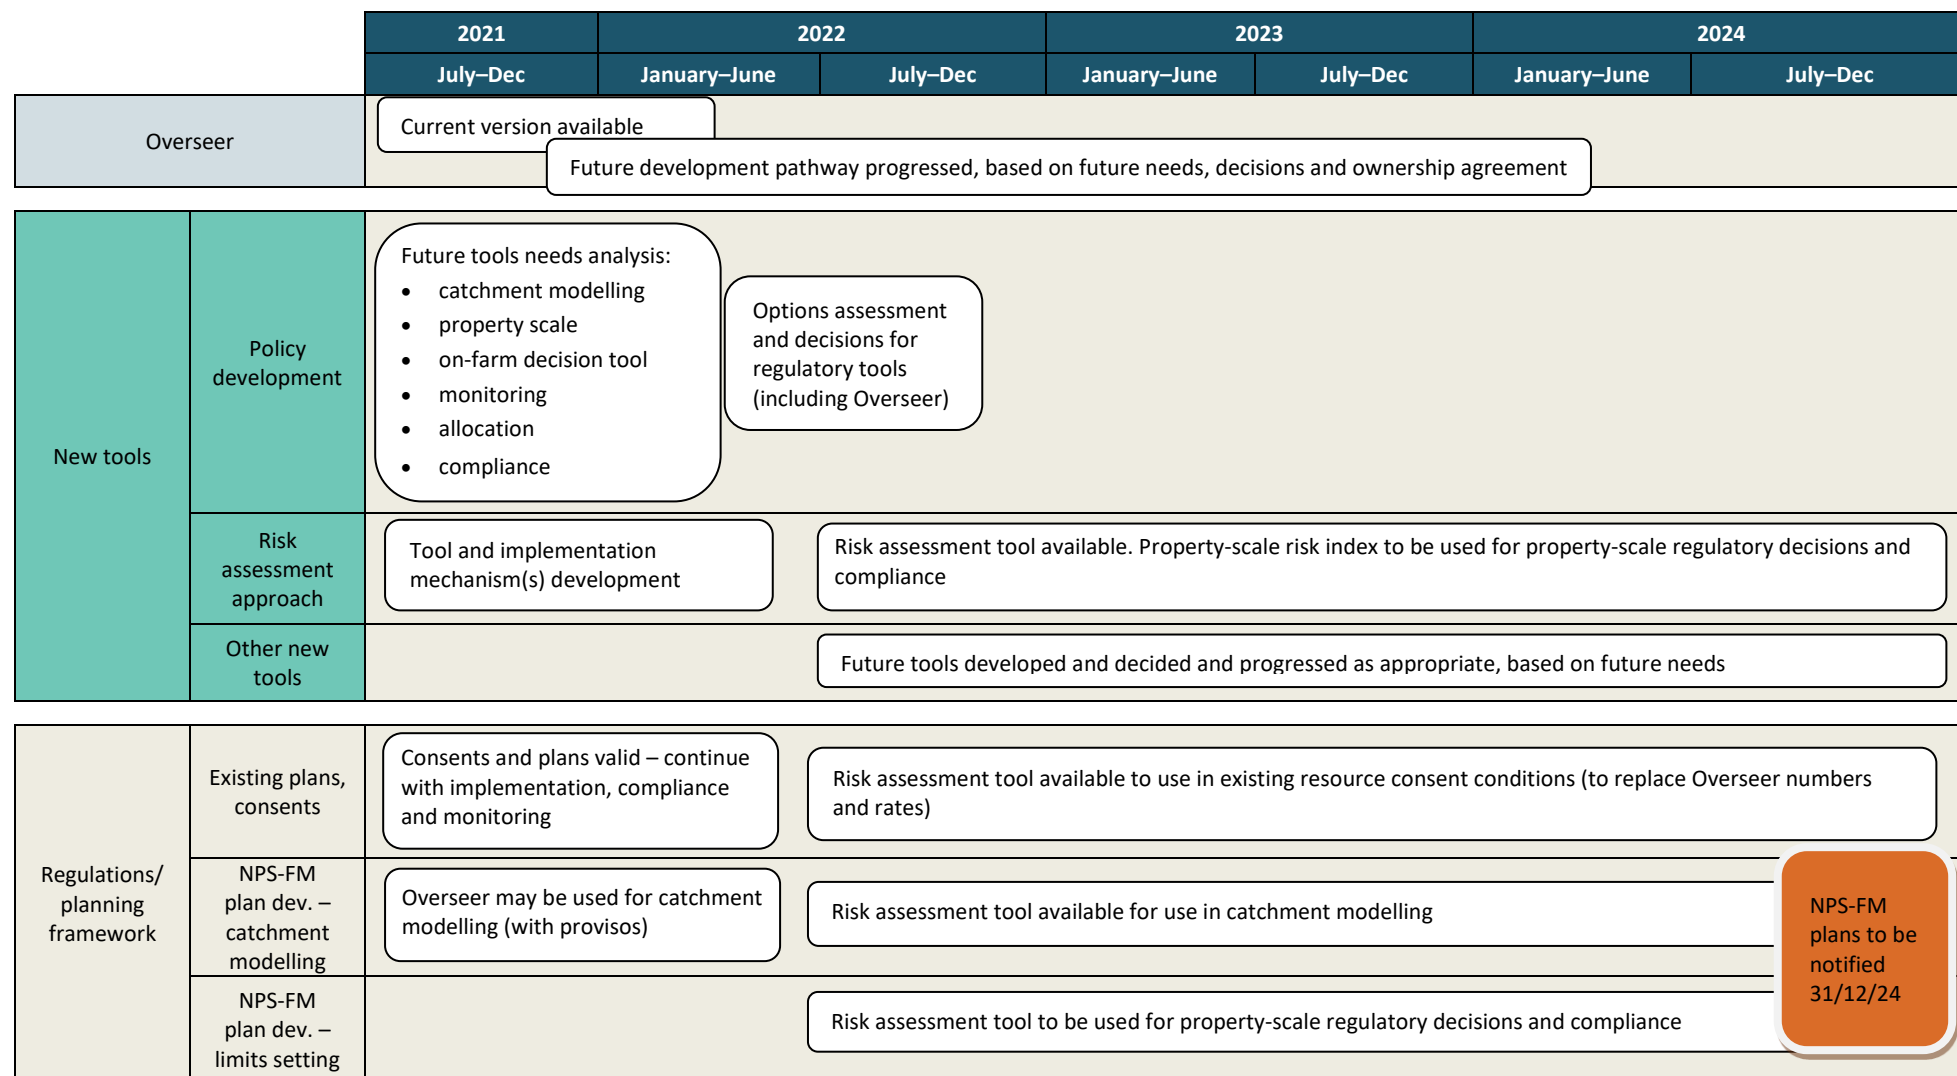 2021
2022
2023
2024
July–Dec
January–June
July–Dec
January–June
July–Dec
January–June
July–Dec
Overseer
Current version available
Future development pathway progressed, based on future needs, decisions and ownership agreement
New tools
Policy
development
Future tools needs analysis:
• catchment modelling
• property scale
• on-farm decision tool
• monitoring
• allocation
• compliance
Options assessment
and decisions for
regulatory tools
(including Overseer)
Risk
assessment
approach
Tool and implementation
mechanism(s) development
Risk assessment tool available. Property-scale risk index to be used for property-scale regulatory decisions and
compliance
Other new
tools
Future tools developed and decided and progressed as appropriate, based on future needs
Regulations/
planning
framework
Existing plans,
consents
Consents and plans valid – continue
with implementation, compliance
and monitoring
Risk assessment tool available to use in existing resource consent conditions (to replace Overseer numbers
and rates)
NPS-FM
plan dev. –
catchment
modelling
Overseer may be used for catchment
modelling (with provisos)
Risk assessment tool available for use in catchment modelling
NPS-FM
plans to be
notified
31/12/24
NPS-FM
plan dev. –
limits setting
Risk assessment tool to be used for property-scale regulatory decisions and compliance